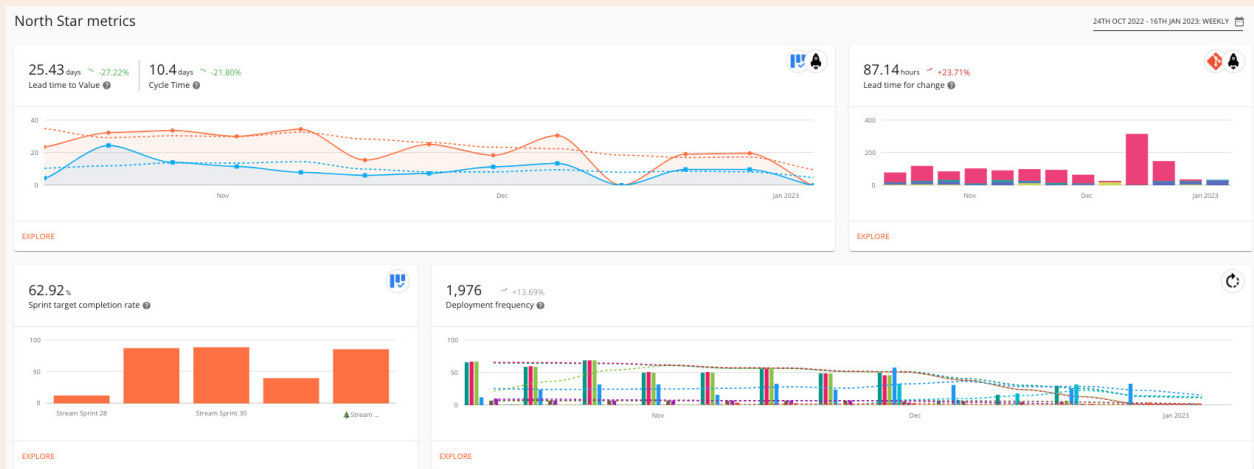 North Star metrics
24TH OCT 2022 - 16TH JAN 2023: WEEKLY
25.43 days -27.22%
Lead time to Value
10.4 days -21.80%
Cycle Time
40
20
0
Nov
Dec
Jan 2023
EXPLORE
87.14 hours +23.71%
Lead time for change
400
200
0
Nov
Dec
Jan 2023
EXPLORE
62.92 %
Sprint target completion rate
100
50
0
Stream Sprint 28
Stream Sprint 30
🌲Stream ...
EXPLORE
1,976 +13.69%
Deployment frequency
100
50
0
Nov
Dec
Jan 2023
EXPLORE